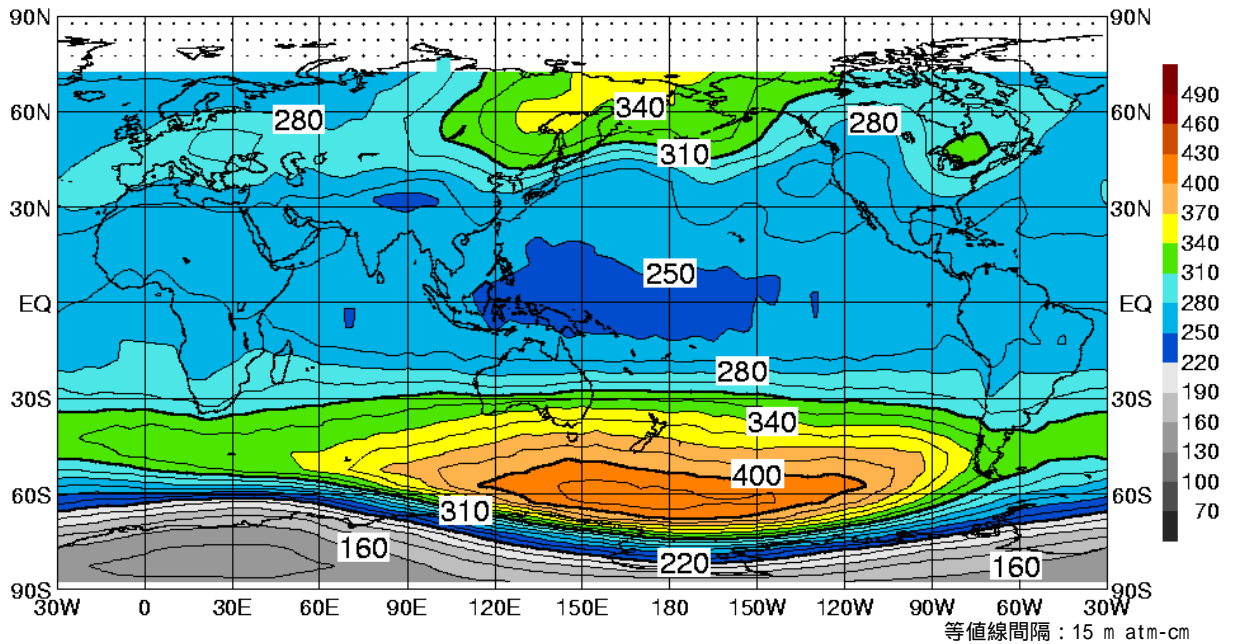 90N 90N
490
280 340 280 460
60N 60N
310 430
400
30N 30N
370
340
250 310
EQ EQ
280
250
280 220
30S 30S
340 190
160
400 130
60S 310 60S
100
160 220 160 70
90S 90S
30W 0 30E 60E 90E 120E 150E 180 150W 120W 90W 60W 30W
等値線間隔：15 m atm-cm